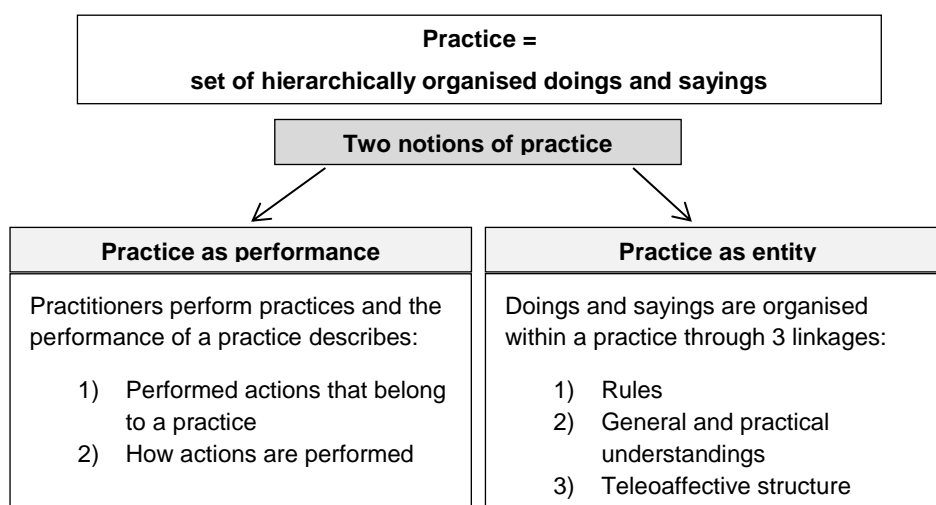 Practice =
set of hierarchically organised doings and sayings
Two notions of practice
Practice as performance
Practitioners perform practices and the
performance of a practice describes:
1) Performed actions that belong
to a practice
2) How actions are performed
Practice as entity
Doings and sayings are organised
within a practice through 3 linkages:
1) Rules
2) General and practical
understandings
3) Teleoaffective structure